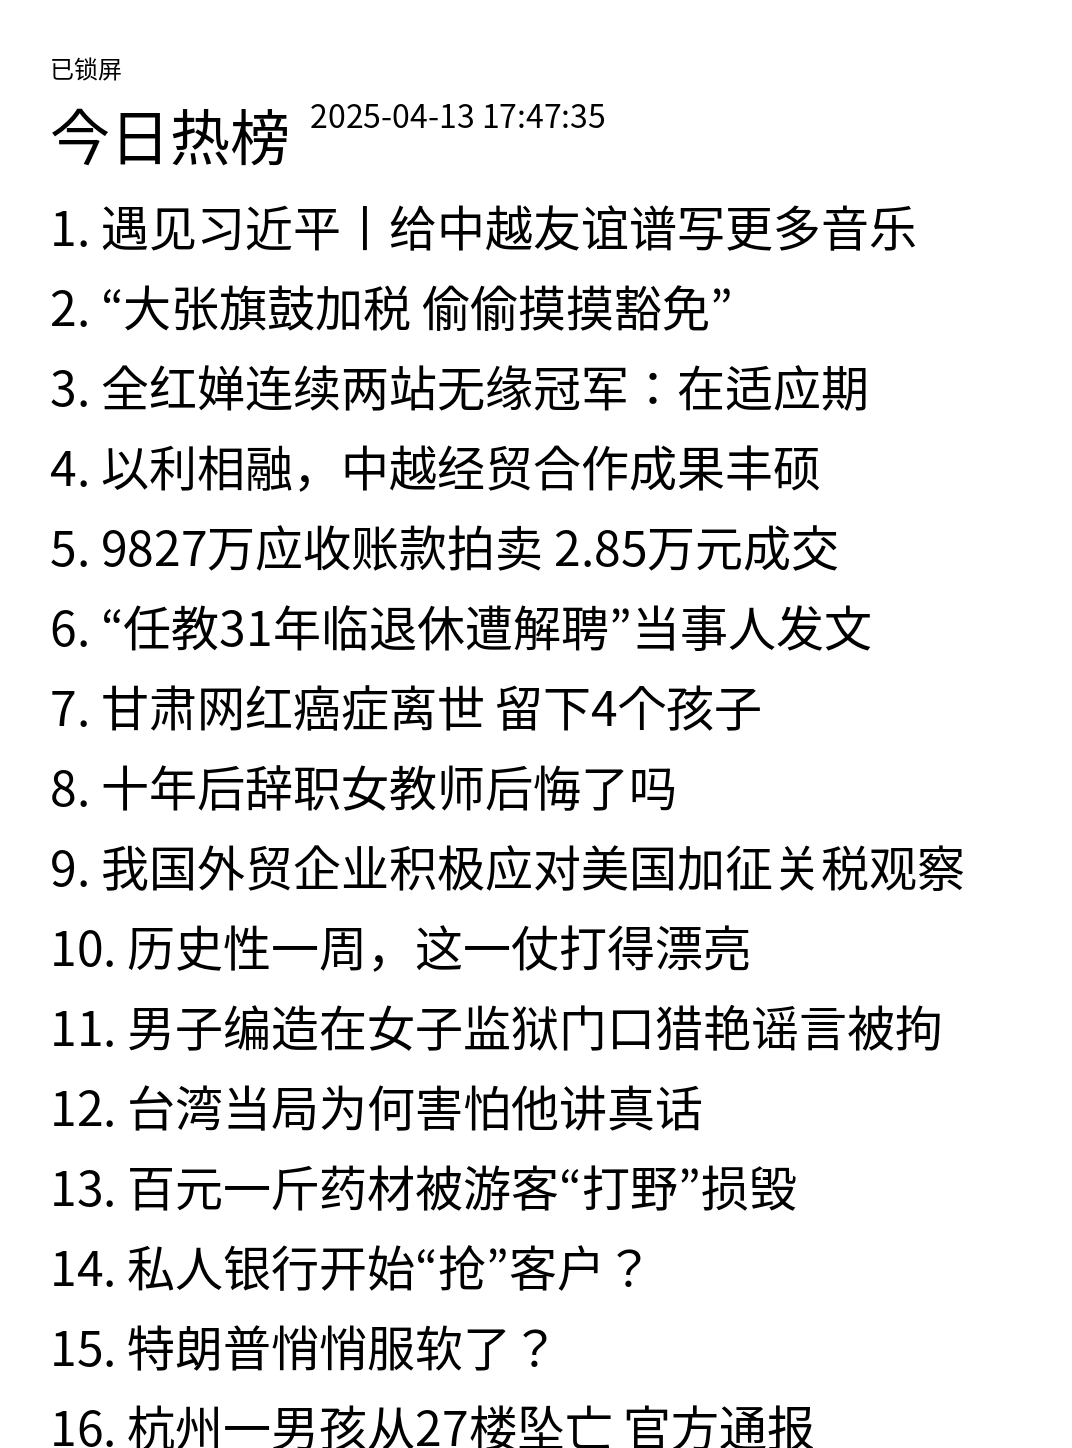 已锁屏
今日热榜 2025-04-13 17:47:35
1. 遇见习近平丨给中越友谊谱写更多音乐
2. “大张旗鼓加税 偷偷摸摸豁免”
3. 全红婵连续两站无缘冠军：在适应期
4. 以利相融，中越经贸合作成果丰硕
5. 9827万应收账款拍卖 2.85万元成交
6. “任教31年临退休遭解聘”当事人发文
7. 甘肃网红癌症离世 留下4个孩子
8. 十年后辞职女教师后悔了吗
9. 我国外贸企业积极应对美国加征关税观察
10. 历史性一周，这一仗打得漂亮
11. 男子编造在女子监狱门口猎艳谣言被拘
12. 台湾当局为何害怕他讲真话
13. 百元一斤药材被游客“打野”损毁
14. 私人银行开始“抢”客户？
15. 特朗普悄悄服软了？
16. 杭州一男孩从27楼坠亡 官方通报